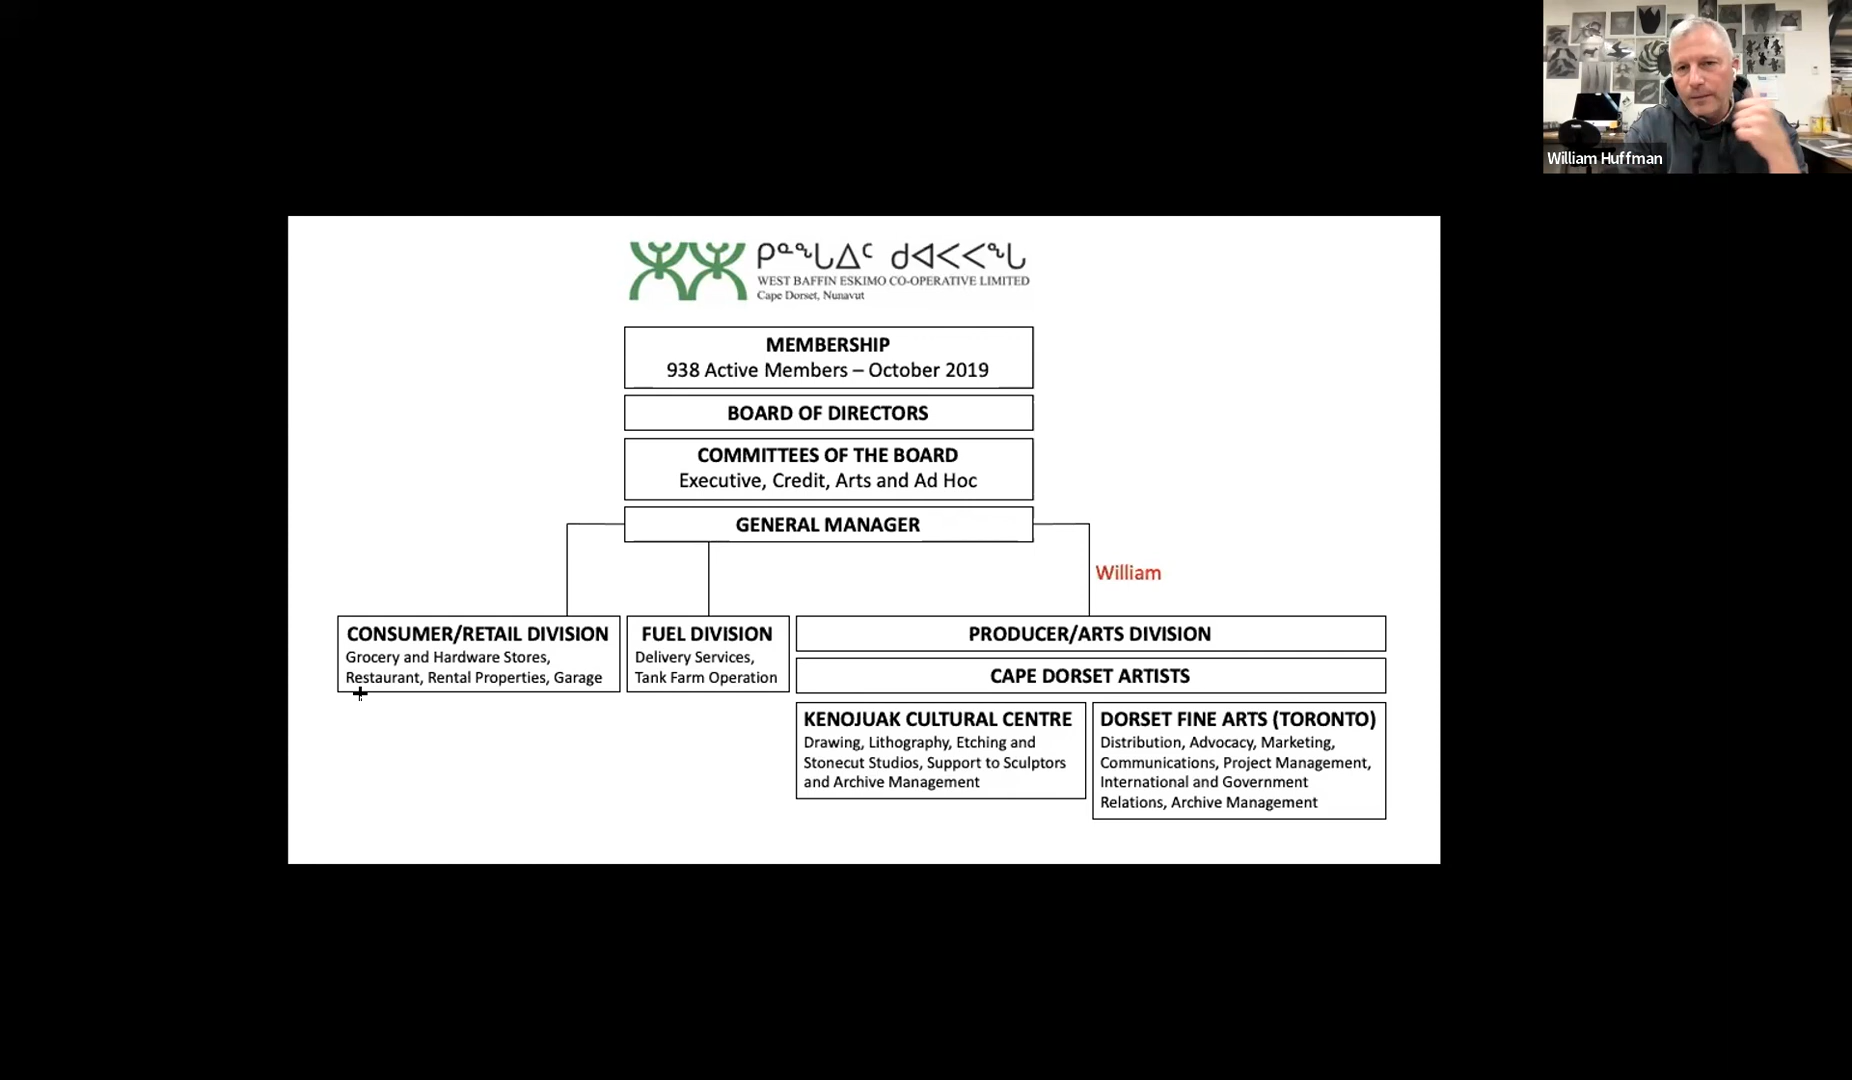 William Huffman
ᑭᓐᖓᐃᑦ ᑯᐊᐸᐸᖓ
WEST BAFFIN ESKIMO CO-OPERATIVE LIMITED
Cape Dorset, Nunavut
MEMBERSHIP
938 Active Members – October 2019
BOARD OF DIRECTORS
COMMITTEES OF THE BOARD
Executive, Credit, Arts and Ad Hoc
GENERAL MANAGER
William
CONSUMER/RETAIL DIVISION
Grocery and Hardware Stores,
Restaurant, Rental Properties, Garage
FUEL DIVISION
Delivery Services,
Tank Farm Operation
PRODUCER/ARTS DIVISION
CAPE DORSET ARTISTS
KENOJUAK CULTURAL CENTRE
Drawing, Lithography, Etching and
Stonecut Studios, Support to Sculptors
and Archive Management
DORSET FINE ARTS (TORONTO)
Distribution, Advocacy, Marketing,
Communications, Project Management,
International and Government
Relations, Archive Management